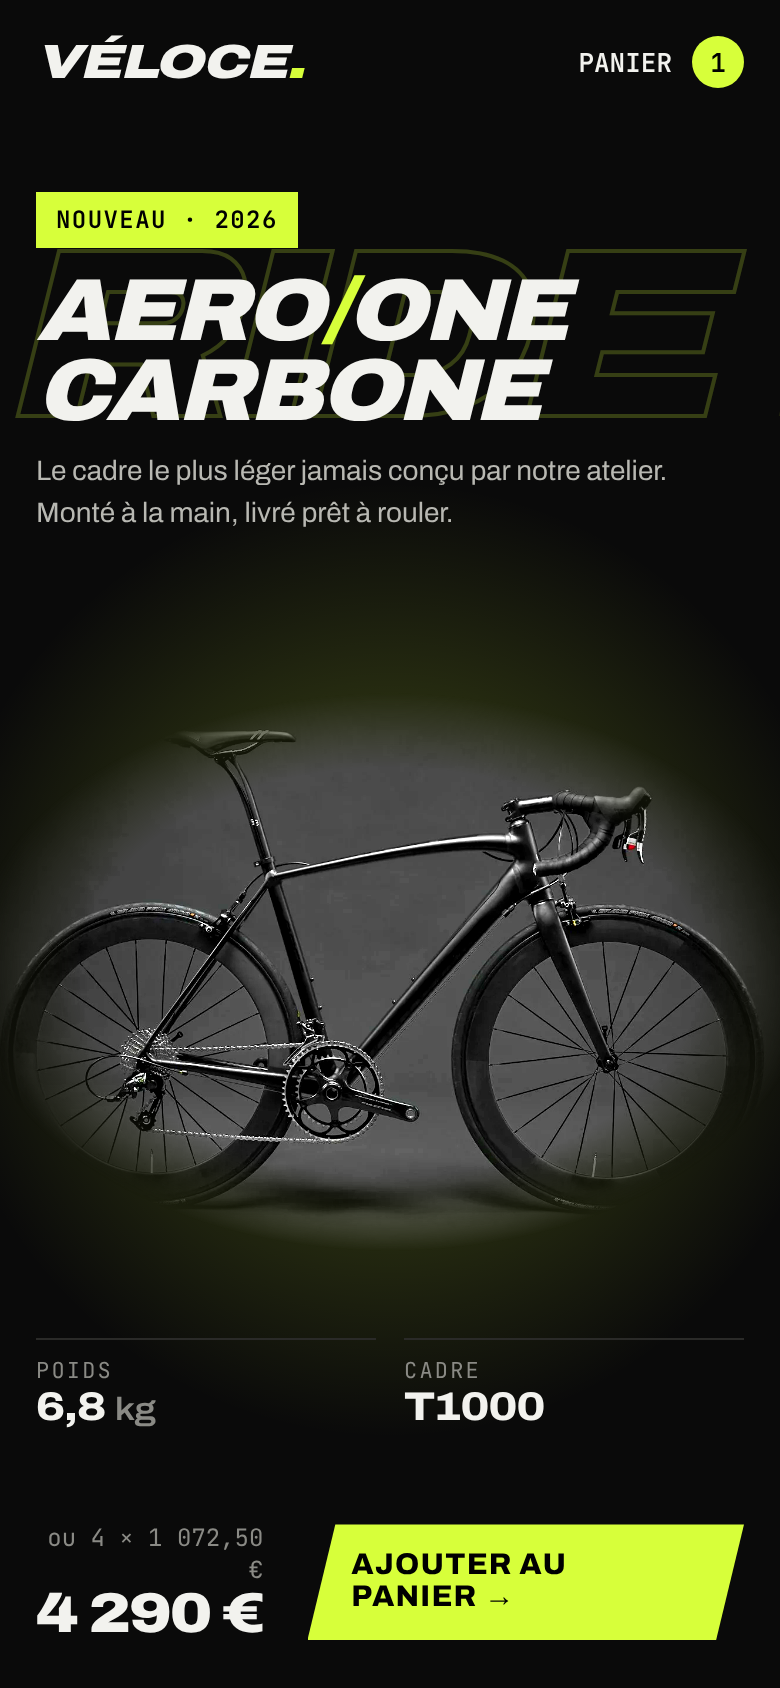 VÉLOCE.
PANIER 1
NOUVEAU · 2026
RIDE
AERO/ONE
CARBONE
Le cadre le plus léger jamais conçu par notre atelier.
Monté à la main, livré prêt à rouler.
POIDS
6,8 kg
CADRE
T1000
ou 4 × 1 072,50
€
4 290 €
AJOUTER AU
PANIER →